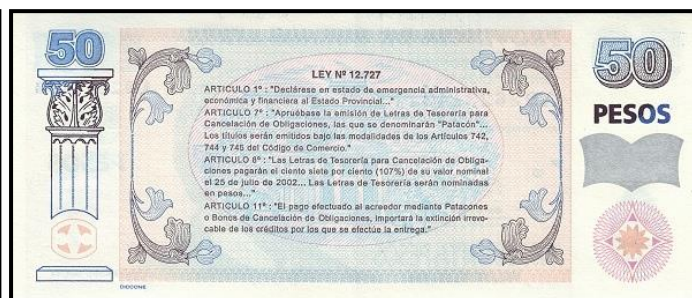 50
LEY Nº 12.727
ARTICULO 1º : "Declárese en estado de emergencia administrativa,
económica y financiera al Estado Provincial..."
ARTICULO 7º : "Apruébase la emisión de Letras de Tesorería para
Cancelación de Obligaciones, las que se denominarán "Patacón"...
Los títulos serán emitidos bajo las modalidades de los Artículos 742,
744 y 745 del Código de Comercio."
ARTICULO 8º : "Las Letras de Tesorería para Cancelación de Obliga-
ciones pagarán el ciento siete por ciento (107%) de su valor nominal
el 25 de julio de 2002... Las Letras de Tesorería serán nominadas
en pesos..."
ARTICULO 11º : "El pago efectuado al acreedor mediante Patacones
o Bonos de Cancelación de Obligaciones, importará la extinción irrevo-
cable de los créditos por los que se efectúe la entrega."
50
PESOS
CICCONE